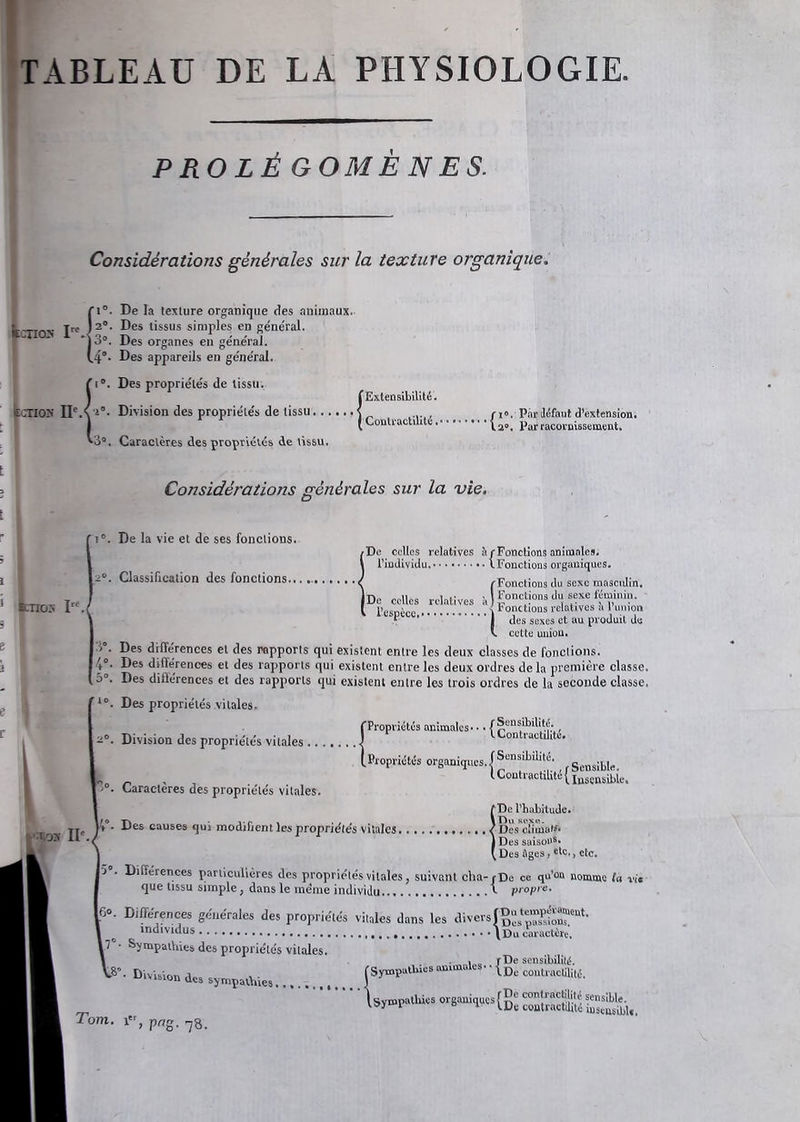 TABLEAU DE LA PHYSIOLOGIE.
PROLÉGOMÈNES.
Considérations générales sur la texture organique.
ECTION Ire.
1°. De la texture organique des animaux.
2°. Des tissus simples en général.
3°. Des organes en général.
4°. Des appareils en général.
ECTION IIe.
1°. Des propriétés de tissu.
2°. Division des propriétés de tissu......
Extensibilité.
Contractilité.........
1°. Par défaut d'extension.
2°. Par racornissement.
3°. Caractères des propriétés de tissu.
Considérations générales sur la vie.
ECTION Ire.
1°. De la vie et de ses fonctions.
2°. Classification des fonctions..........
De celles relatives à l'individu.........
Fonctions animales.
Fonctions organiques.
De celles relatives à l'espèce.........
Fonctions du sexe masculin.
Fonctions du sexe féminin.
Fonctions relatives à l'union
des sexes et au produit de
cette union.
3°. Des différences et des rapports qui existent entre les deux classes de fonctions.
4°. Des différences et des rapports qui existent entre les deux ordres de la première classe.
5°. Des différences et des rapports qui existent entre les trois ordres de la seconde classe.
CTION IIe.
1°. Des propriétés vitales.
2°. Division des propriétés vitales.......
Propriétés animales...
Sensibilité.
Contractilité.
Propriétés organiques.
Sensibilité.
Contractilité
Sensible.
Insensible.
3°. Caractères des propriétés vitales.
4°. Des causes qui modifient les propriétés vitales............
De l'habitude.
Du sexe.
Des climats.
Des saisons.
Des âges, etc., etc.
5°. Différences particulières des propriétés vitales, suivant cha-
que tissu simple, dans le même individu...............
De ce qu'on nomme la vie
propre.
6°. Différences générales des propriétés vitales dans les divers
individus..............................
Du tempérament.
Des passions.
Du caractère.
7°. Sympathies des propriétés vitales.
8°. Division des sympathies..........
Sympathies animales..
De sensibilité.
De contractilité.
Sympathies organiques
De contractilité sensible.
De contractilité insensible.
Tom. Ier, pag. 78.